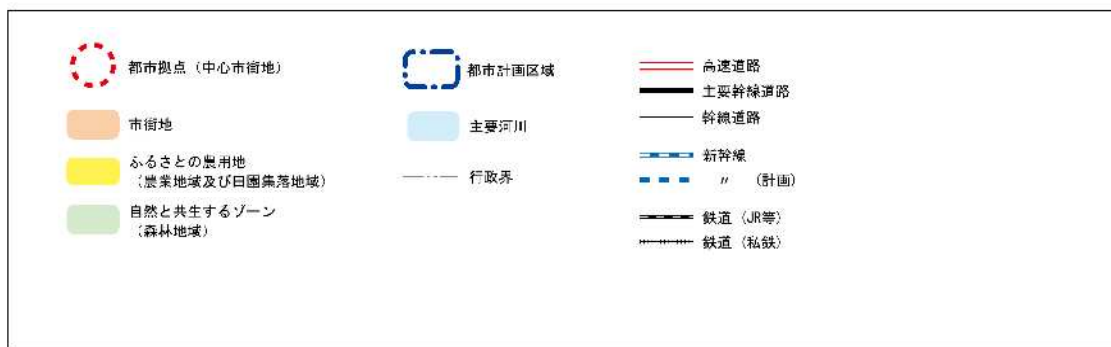 都市拠点（中心市街地）
市街地
ふるさとの農用地
（農業地域及び田園集落地域）
自然と共生するゾーン
（森林地域）
都市計画区域
主要河川
行政界
高速道路
主要幹線道路
幹線道路
新幹線
〃 （計画）
鉄道（JR等）
鉄道（私鉄）